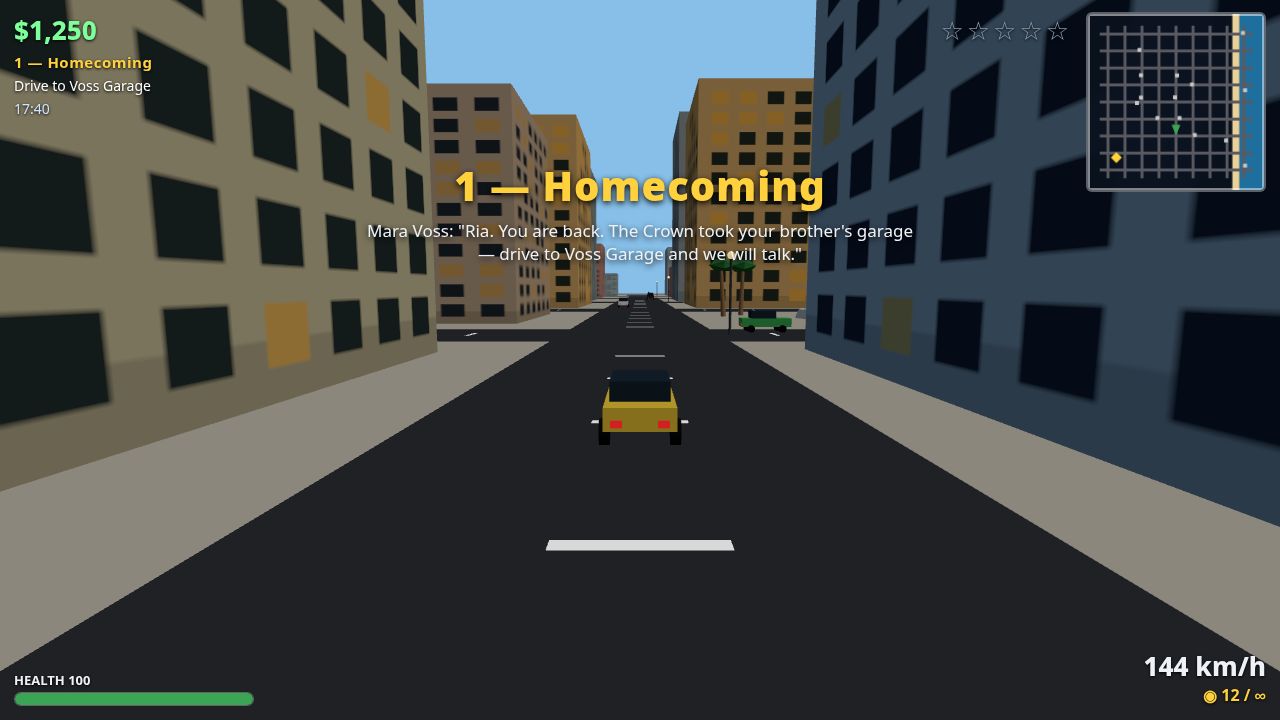 $1,250
1 — Homecoming
Drive to Voss Garage
17:40
1 — Homecoming
Mara Voss: "Ria. You are back. The Crown took your brother's garage
— drive to Voss Garage and we will talk."
HEALTH 100
144 km/h
12 / ∞